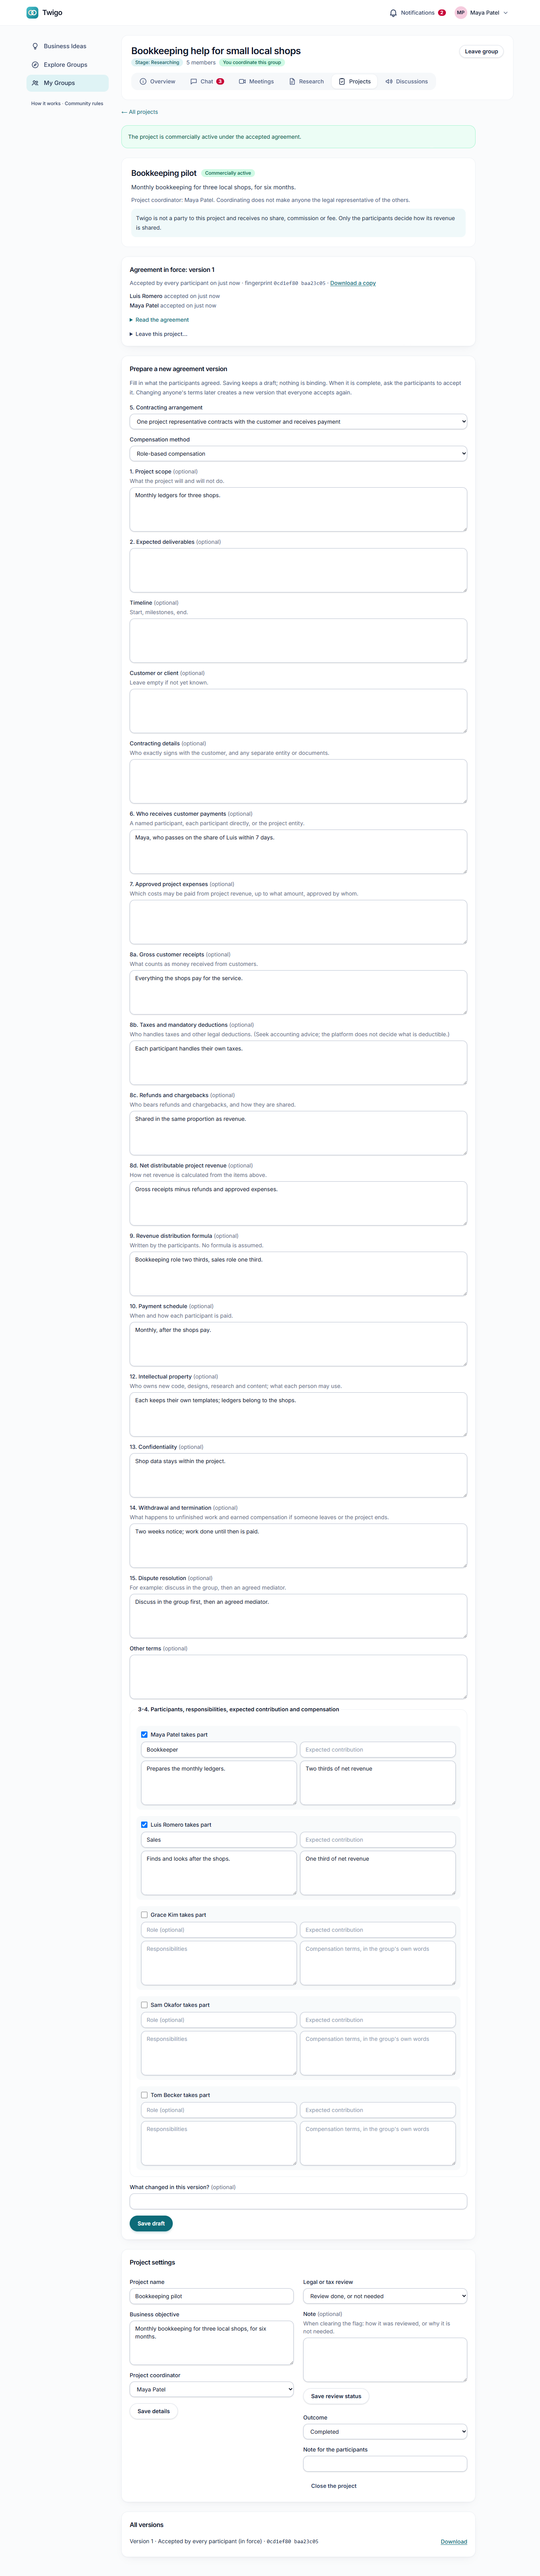 Twigo
Notifications 2
MP Maya Patel
Business Ideas
Explore Groups
My Groups
How it works · Community rules
Bookkeeping help for small local shops
Leave group
Stage: Researching 5 members You coordinate this group
Overview Chat 3 Meetings Research Projects Discussions
← All projects
The project is commercially active under the accepted agreement.
Bookkeeping pilot Commercially active
Monthly bookkeeping for three local shops, for six months.
Project coordinator: Maya Patel. Coordinating does not make anyone the legal representative of the others.
Twigo is not a party to this project and receives no share, commission or fee. Only the participants decide how its revenue
is shared.
Agreement in force: version 1
Accepted by every participant on just now · fingerprint 0cd1ef80 baa23c05 · Download a copy
Luis Romero accepted on just now
Maya Patel accepted on just now
Read the agreement
Leave this project...
Prepare a new agreement version
Fill in what the participants agreed. Saving keeps a draft; nothing is binding. When it is complete, ask the participants to accept
it. Changing anyone's terms later creates a new version that everyone accepts again.
5. Contracting arrangement
One project representative contracts with the customer and receives payment
Compensation method
Role-based compensation
1. Project scope (optional)
What the project will and will not do.
Monthly ledgers for three shops.
2. Expected deliverables (optional)
Timeline (optional)
Start, milestones, end.
Customer or client (optional)
Leave empty if not yet known.
Contracting details (optional)
Who exactly signs with the customer, and any separate entity or documents.
6. Who receives customer payments (optional)
A named participant, each participant directly, or the project entity.
Maya, who passes on the share of Luis within 7 days.
7. Approved project expenses (optional)
Which costs may be paid from project revenue, up to what amount, approved by whom.
8a. Gross customer receipts (optional)
What counts as money received from customers.
Everything the shops pay for the service.
8b. Taxes and mandatory deductions (optional)
Who handles taxes and other legal deductions. (Seek accounting advice; the platform does not decide what is deductible.)
Each participant handles their own taxes.
8c. Refunds and chargebacks (optional)
Who bears refunds and chargebacks, and how they are shared.
Shared in the same proportion as revenue.
8d. Net distributable project revenue (optional)
How net revenue is calculated from the items above.
Gross receipts minus refunds and approved expenses.
9. Revenue distribution formula (optional)
Written by the participants. No formula is assumed.
Bookkeeping role two thirds, sales role one third.
10. Payment schedule (optional)
When and how each participant is paid.
Monthly, after the shops pay.
12. Intellectual property (optional)
Who owns new code, designs, research and content; what each person may use.
Each keeps their own templates; ledgers belong to the shops.
13. Confidentiality (optional)
Shop data stays within the project.
14. Withdrawal and termination (optional)
What happens to unfinished work and earned compensation if someone leaves or the project ends.
Two weeks notice; work done until then is paid.
15. Dispute resolution (optional)
For example: discuss in the group, then an agreed mediator.
Discuss in the group first, then an agreed mediator.
Other terms (optional)
3-4. Participants, responsibilities, expected contribution and compensation
Maya Patel takes part
Bookkeeper Expected contribution
Prepares the monthly ledgers. Two thirds of net revenue
Luis Romero takes part
Sales Expected contribution
Finds and looks after the shops. One third of net revenue
Grace Kim takes part
Role (optional) Expected contribution
Responsibilities Compensation terms, in the group's own words
Sam Okafor takes part
Role (optional) Expected contribution
Responsibilities Compensation terms, in the group's own words
Tom Becker takes part
Role (optional) Expected contribution
Responsibilities Compensation terms, in the group's own words
What changed in this version? (optional)
Save draft
Project settings
Project name
Bookkeeping pilot
Business objective
Monthly bookkeeping for three local shops, for six
months.
Project coordinator
Maya Patel
Save details
Legal or tax review
Review done, or not needed
Note (optional)
When clearing the flag: how it was reviewed, or why it is
not needed.
Save review status
Outcome
Completed
Note for the participants
Close the project
All versions
Version 1 · Accepted by every participant (in force) · 0cd1ef80 baa23c05 Download